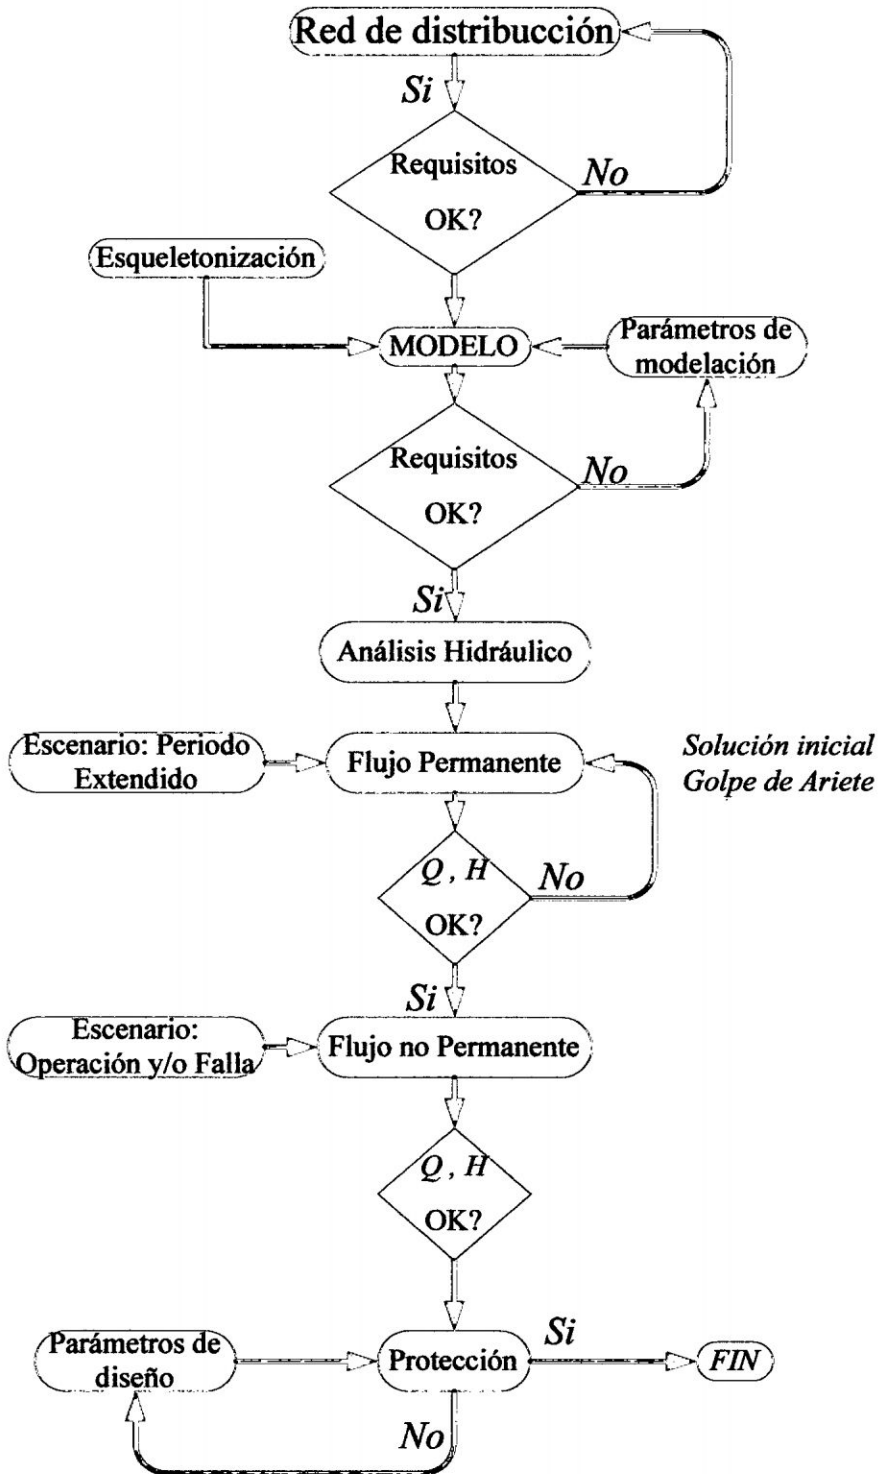 Red de distribucción
Si
Requisitos
OK?
No
Esqueletonización
MODELO
Parámetros de
modelación
Requisitos
OK?
No
Si
Análisis Hidráulico
Escenario: Periodo
Extendido
Flujo Permanente
Solución inicial
Golpe de Ariete
Q , H
OK?
No
Si
Escenario:
Operación y/o Falla
Flujo no Permanente
Q , H
OK?
Parámetros de
diseño
Protección
Si
FIN
No